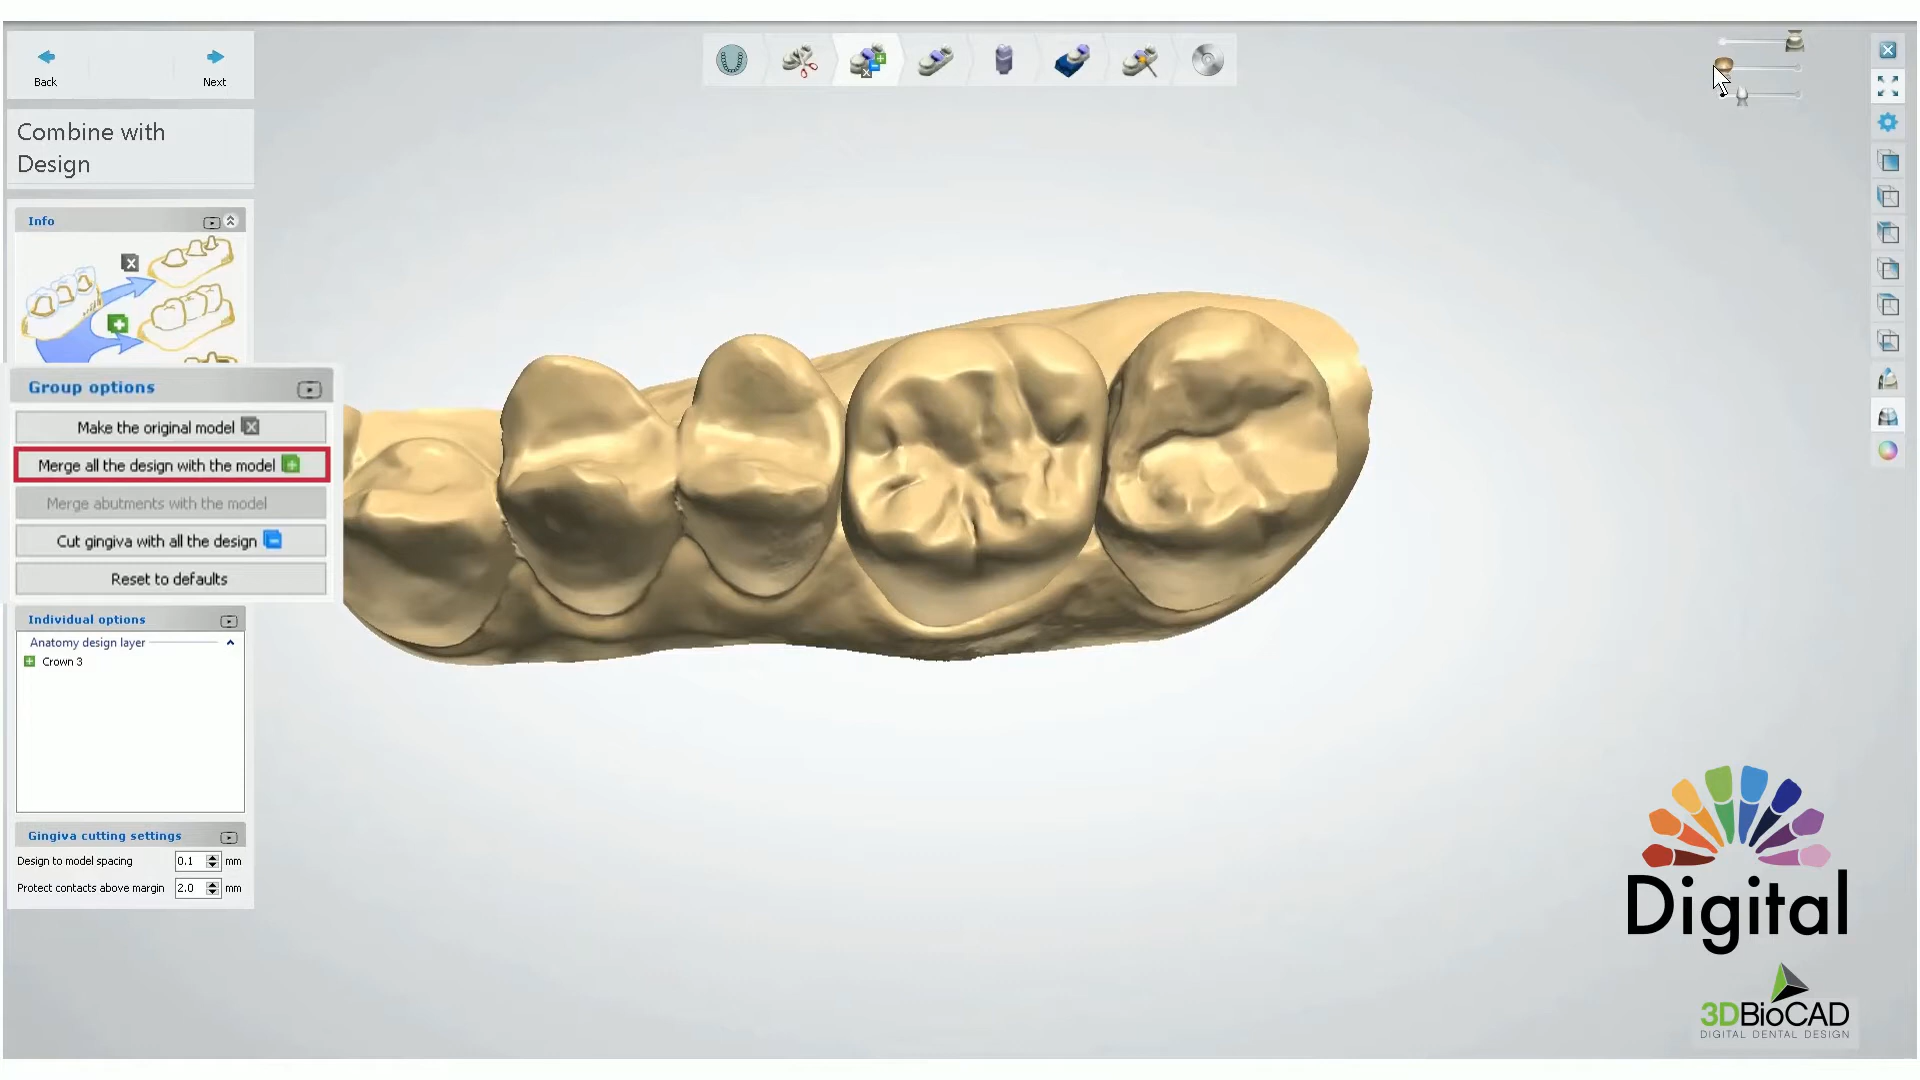 Back
Next
Combine with
Design
Info
Group options
Make the original model
Merge all the design with the model
Merge abutments with the model
Cut gingiva with all the design
Reset to defaults
Individual options
Anatomy design layer
Crown 3
Gingiva cutting settings
Design to model spacing 0.1 mm
Protect contacts above margin 2.0 mm
Digital
3DBioCAD
DIGITAL DENTAL DESIGN